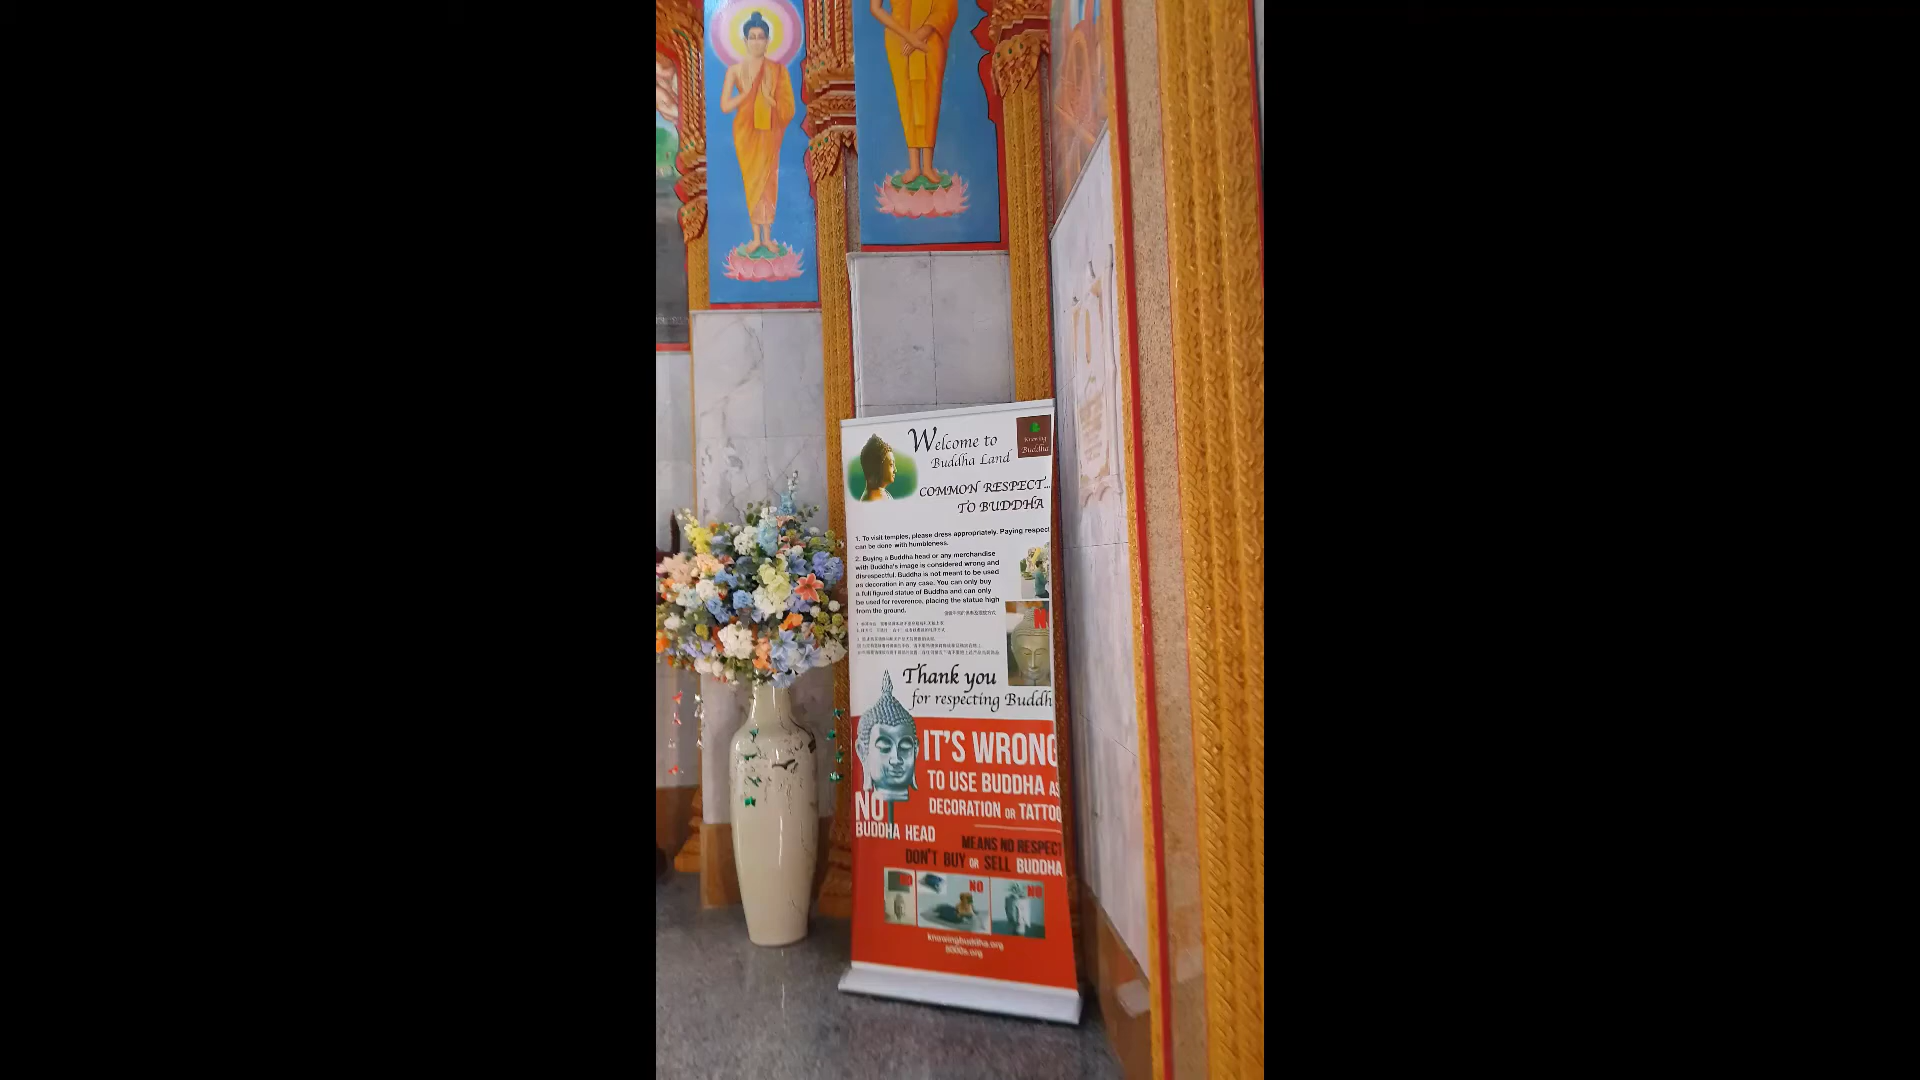 Welcome to
Buddha Land
Knowing
Buddha
COMMON RESPECT...
TO BUDDHA
1. To visit temples, please dress appropriately. Paying respect
can be done with humbleness.
2. Buying a Buddha head or any merchandise
with Buddha's image is considered wrong and
disrespectful. Buddha is not meant to be used
as decoration in any case. You can only buy
a full figured statue of Buddha and can only
be used for reverence, placing the statue high
from the ground.
N
Thank you
for respecting Buddh
IT'S WRONG
TO USE BUDDHA AS
DECORATION OR TATTOO
NO
BUDDHA HEAD
MEANS NO RESPECT
DON'T BUY OR SELL BUDDHA
NO
NO
NO
knowingbuddha.org
5000s.org